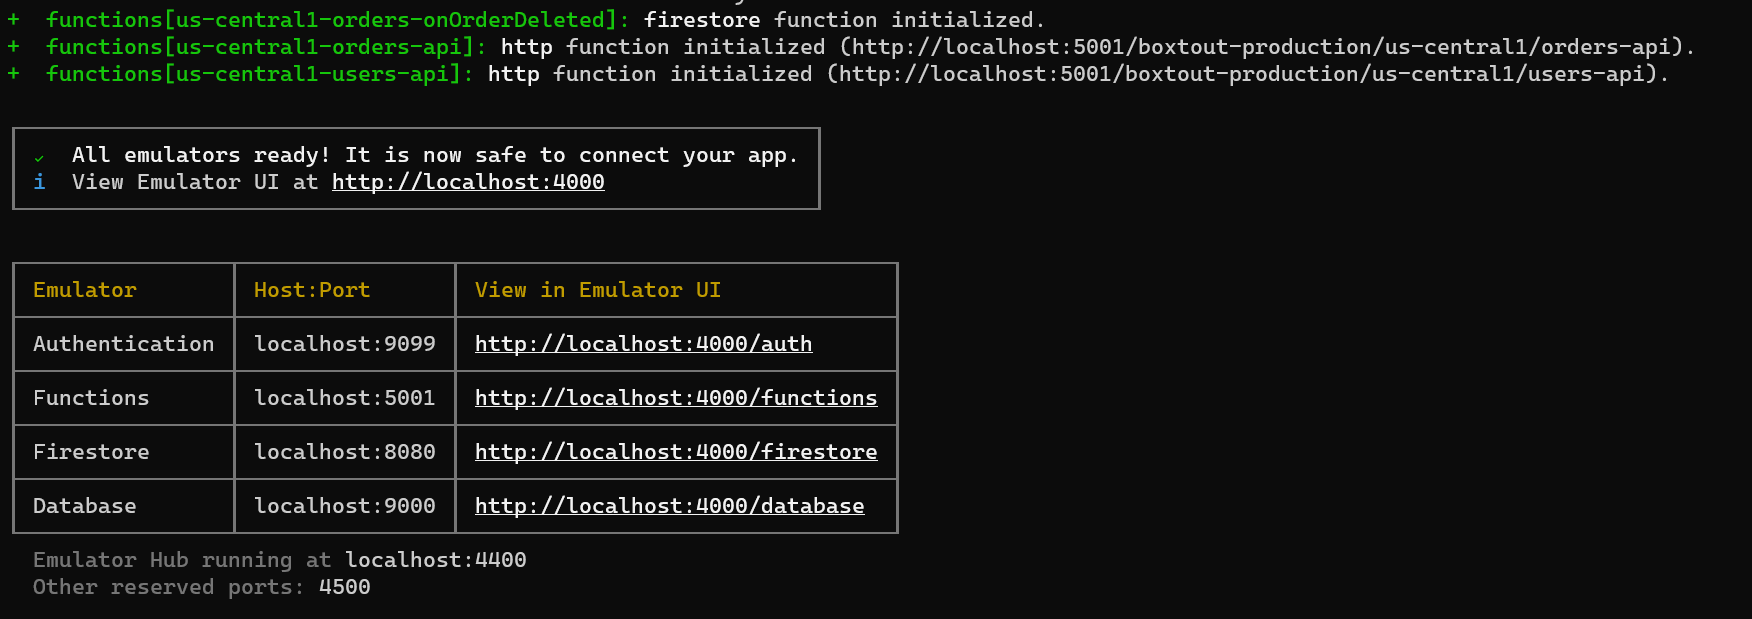 +  functions[us-central1-orders-onOrderDeleted]: firestore function initialized.
+  functions[us-central1-orders-api]: http function initialized (http://localhost:5001/boxtout-production/us-central1/orders-api).
+  functions[us-central1-users-api]: http function initialized (http://localhost:5001/boxtout-production/us-central1/users-api).
✓  All emulators ready! It is now safe to connect your app.
i  View Emulator UI at http://localhost:4000
Emulator  Host:Port  View in Emulator UI
Authentication  localhost:9099  http://localhost:4000/auth
Functions  localhost:5001  http://localhost:4000/functions
Firestore  localhost:8080  http://localhost:4000/firestore
Database  localhost:9000  http://localhost:4000/database
Emulator Hub running at localhost:4400
Other reserved ports: 4500